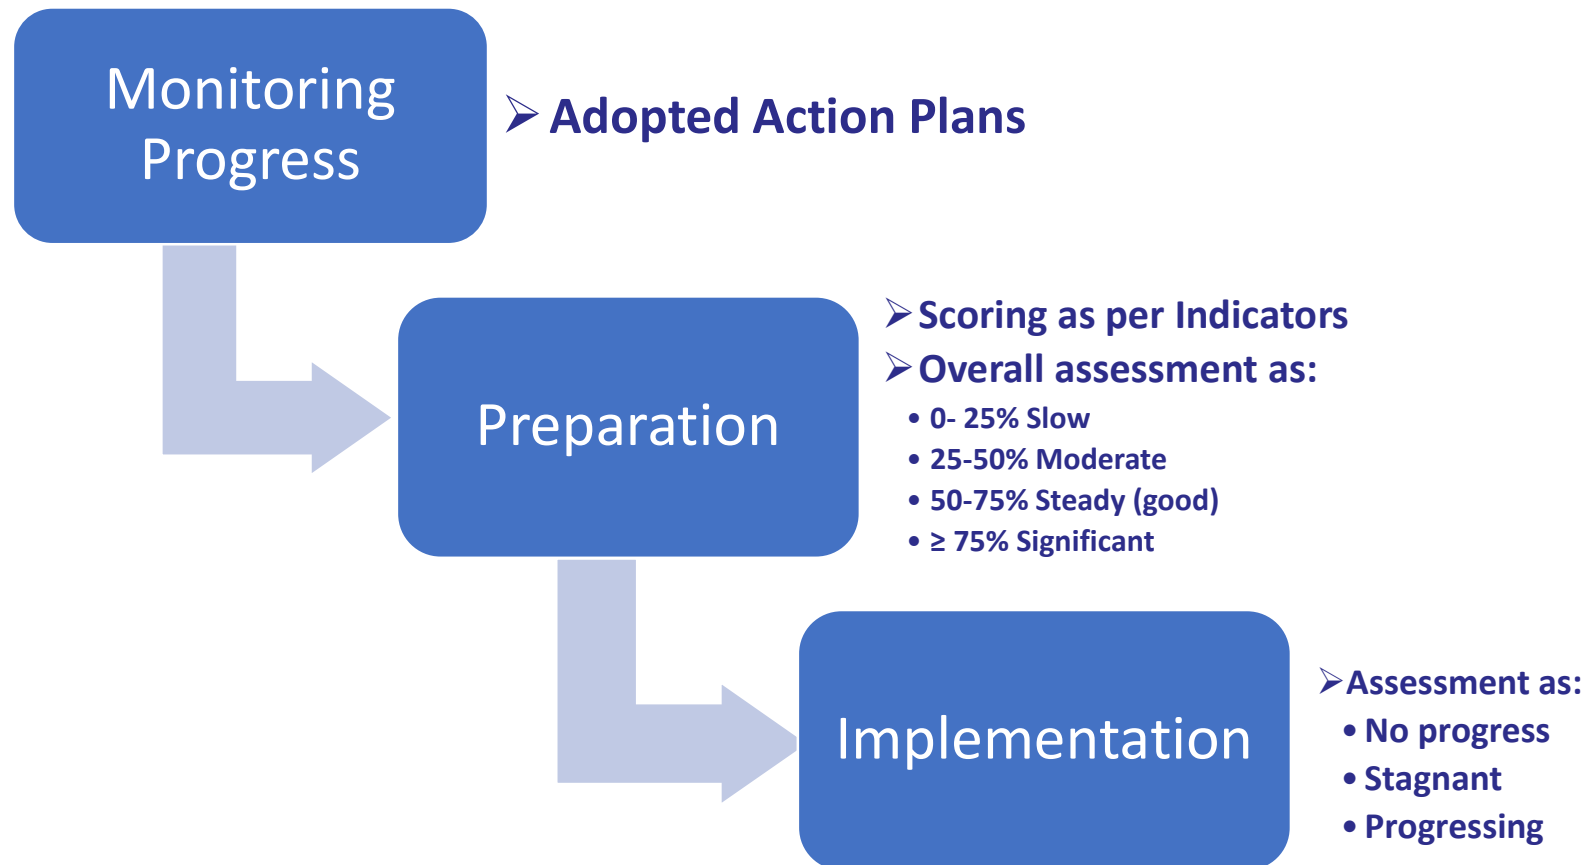 Monitoring
Progress
➢ Adopted Action Plans
Preparation
➢ Scoring as per Indicators
➢ Overall assessment as:
• 0- 25% Slow
• 25-50% Moderate
• 50-75% Steady (good)
• ≥ 75% Significant
Implementation
➢ Assessment as:
• No progress
• Stagnant
• Progressing